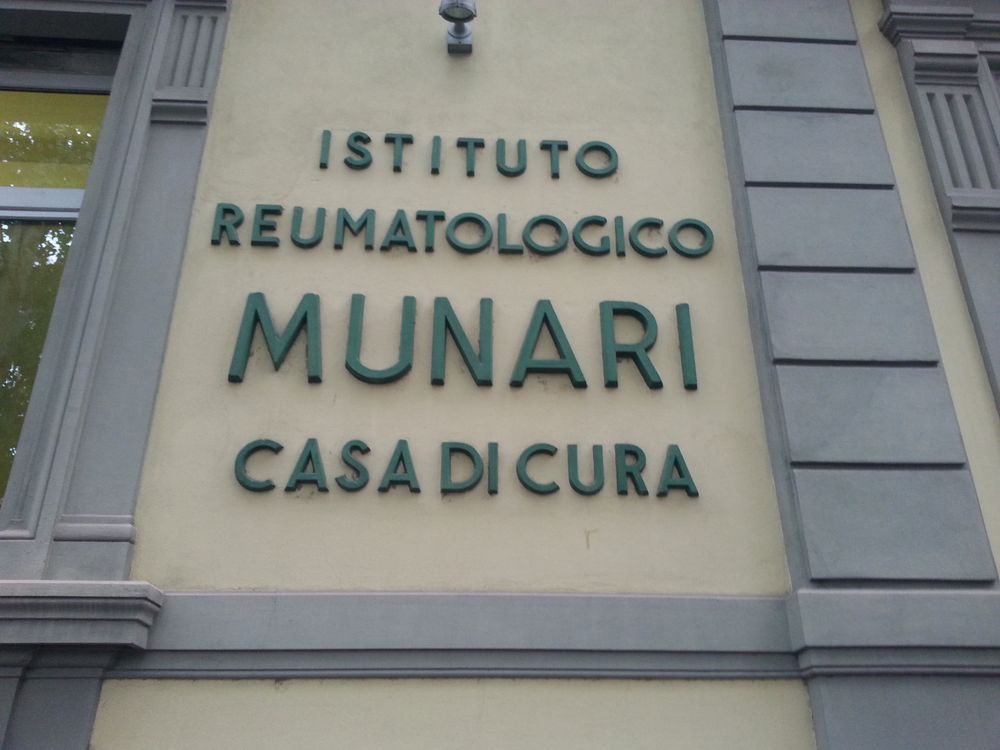 ISTITUTO
REUMATOLOGICO
MUNARI
CASA DI CURA